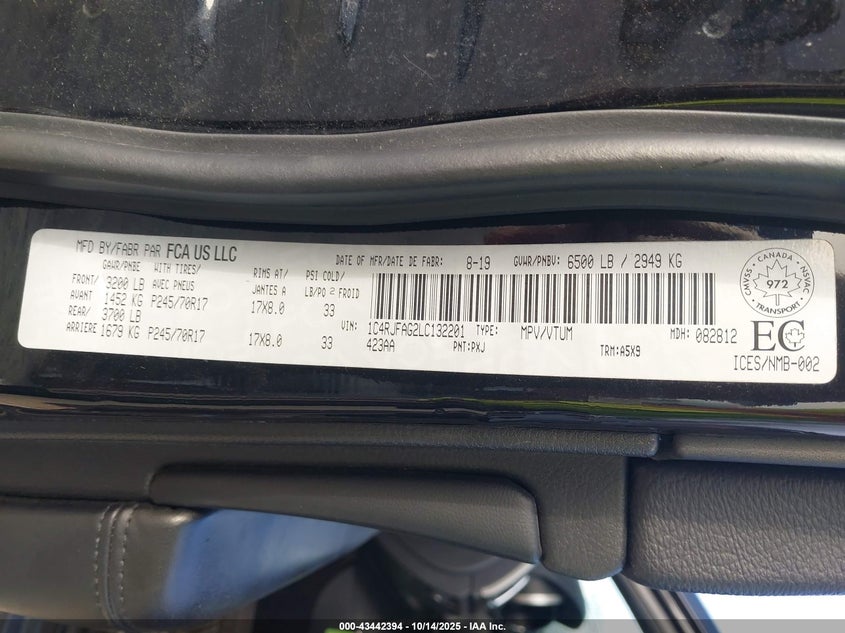 MFD BY/FABR PAR FCA US LLC
DATE OF MFR/DATE DE FABR: 8-19 GVWR/PNBV: 6500 LB / 2949 KG
GAWR/PNBE WITH TIRES/ RIMS AT/ PSI COLD/
FRONT/ 3200 LB AVEC PNEUS JANTES A LB/PO 2 FROID
AVANT 1452 KG P245/70R17 17X8.0 33
REAR/ 3700 LB
ARRIERE 1679 KG P245/70R17 17X8.0 33
VIN: 1C4RJFAG2LC132201 TYPE: MPV/VTUM MDH: 082812
423AA PNT:PXJ TRM:A5X9
CMVSS · CANADA · NSVAC
972
TRANSPORT
EC
ICES/NMB-002
000-43442394 - 10/14/2025 - IAA Inc.